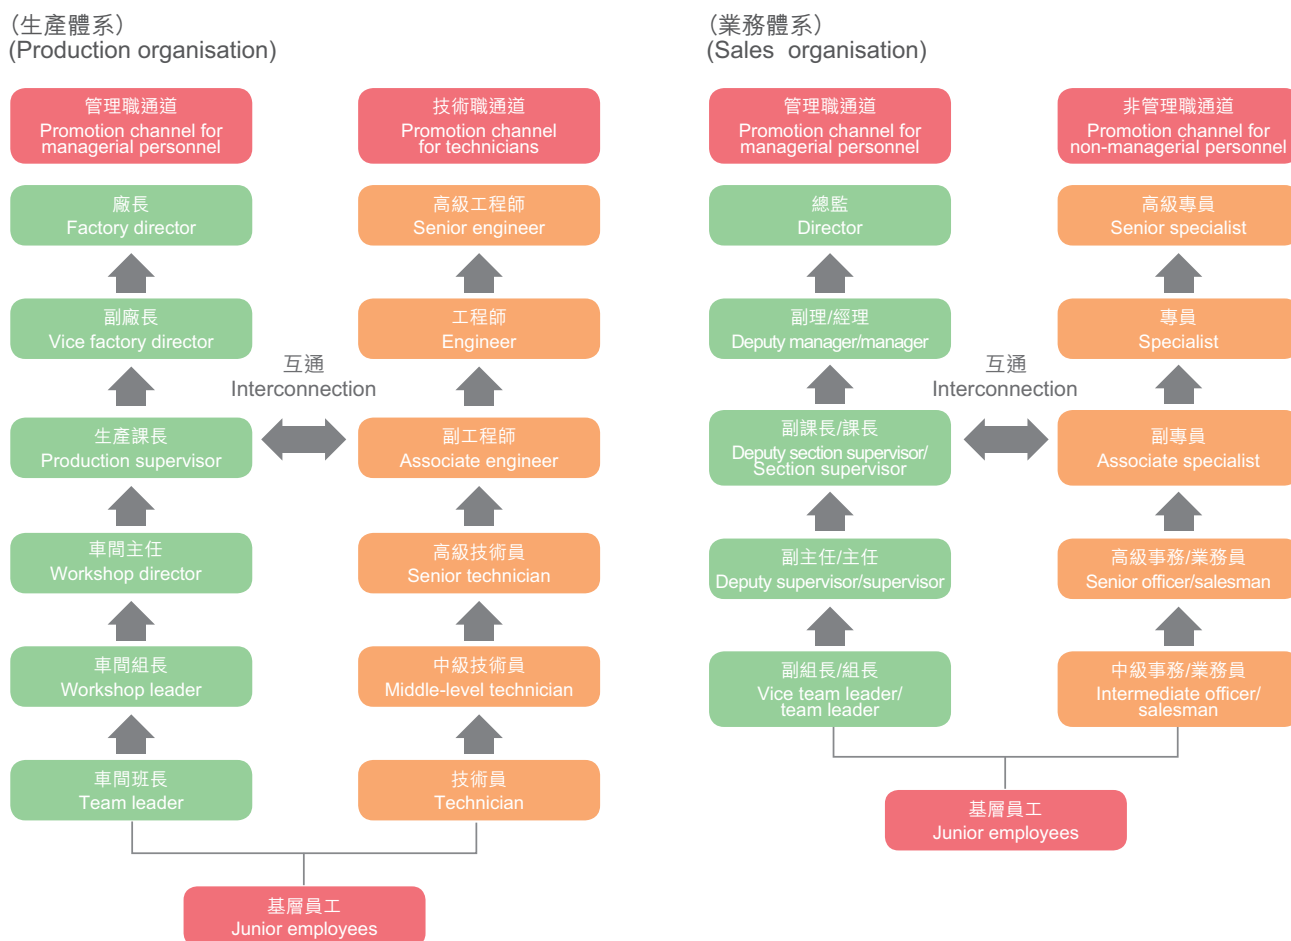 （生產體系）
(Production organisation)
管理職通道
Promotion channel for
managerial personnel
技術職通道
Promotion channel
for technicians
廠長
Factory director
高級工程師
Senior engineer
副廠長
Vice factory director
工程師
Engineer
互通
Interconnection
生產課長
Production supervisor
副工程師
Associate engineer
車間主任
Workshop director
高級技術員
Senior technician
車間組長
Workshop leader
中級技術員
Middle-level technician
車間班長
Team leader
技術員
Technician
基層員工
Junior employees
（業務體系）
(Sales organisation)
管理職通道
Promotion channel for
managerial personnel
非管理職通道
Promotion channel for
non-managerial personnel
總監
Director
高級專員
Senior specialist
副理/經理
Deputy manager/manager
專員
Specialist
互通
Interconnection
副課長/課長
Deputy section supervisor/
Section supervisor
副專員
Associate specialist
副主任/主任
Deputy supervisor/supervisor
高級事務/業務員
Senior officer/salesman
副組長/組長
Vice team leader/
team leader
中級事務/業務員
Intermediate officer/
salesman
基層員工
Junior employees